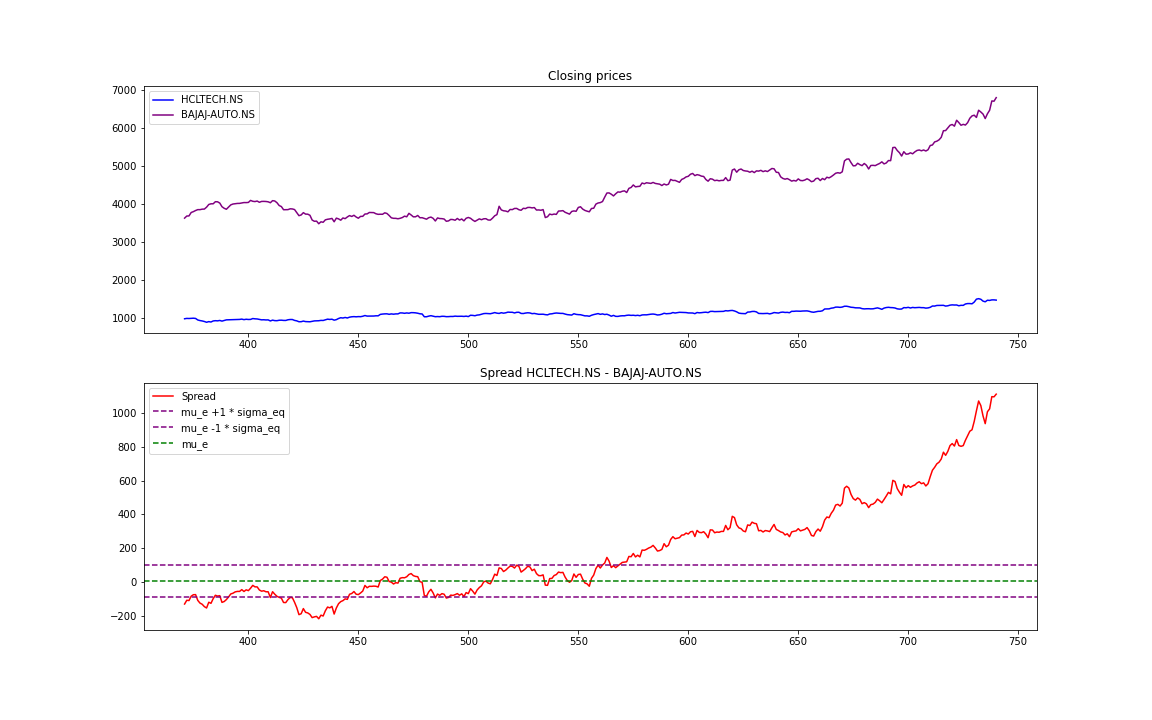 Closing prices
7000
6000
5000
4000
3000
2000
1000
HCLTECH.NS
BAJAJ-AUTO.NS
400 450 500 550 600 650 700 750
Spread HCLTECH.NS - BAJAJ-AUTO.NS
1000
800
600
400
200
0
−200
Spread
mu_e +1 * sigma_eq
mu_e -1 * sigma_eq
mu_e
400 450 500 550 600 650 700 750